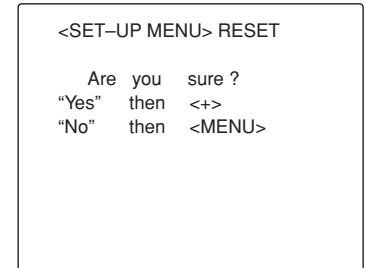 <SET–UP MENU> RESET
Are you sure ?
“Yes” then <+>
“No” then <MENU>